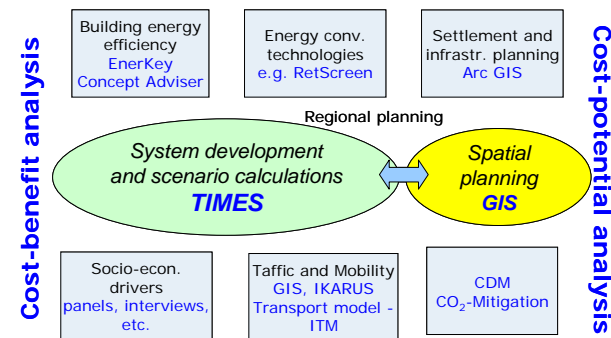 Cost-benefit analysis
Building energy
efficiency
EnerKey
Concept Adviser
Energy conv.
technologies
e.g. RetScreen
Settlement and
infrastr. planning
Arc GIS
Cost-potential analysis
Regional planning
System development
and scenario calculations
TIMES
Spatial
planning
GIS
Socio-econ.
drivers
panels, interviews,
etc.
Taffic and Mobility
GIS, IKARUS
Transport model -
ITM
CDM
CO₂-Mitigation